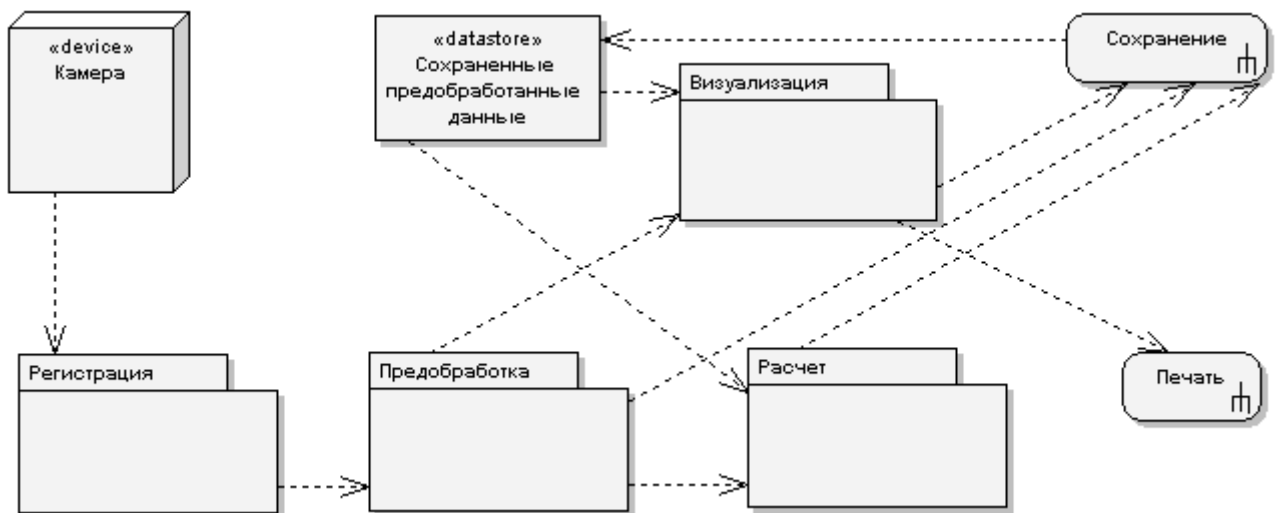 «device»
Камера
«datastore»
Сохраненные
предобработанные
данные
Визуализация
Сохранение
Регистрация
Предобработка
Расчет
Печать